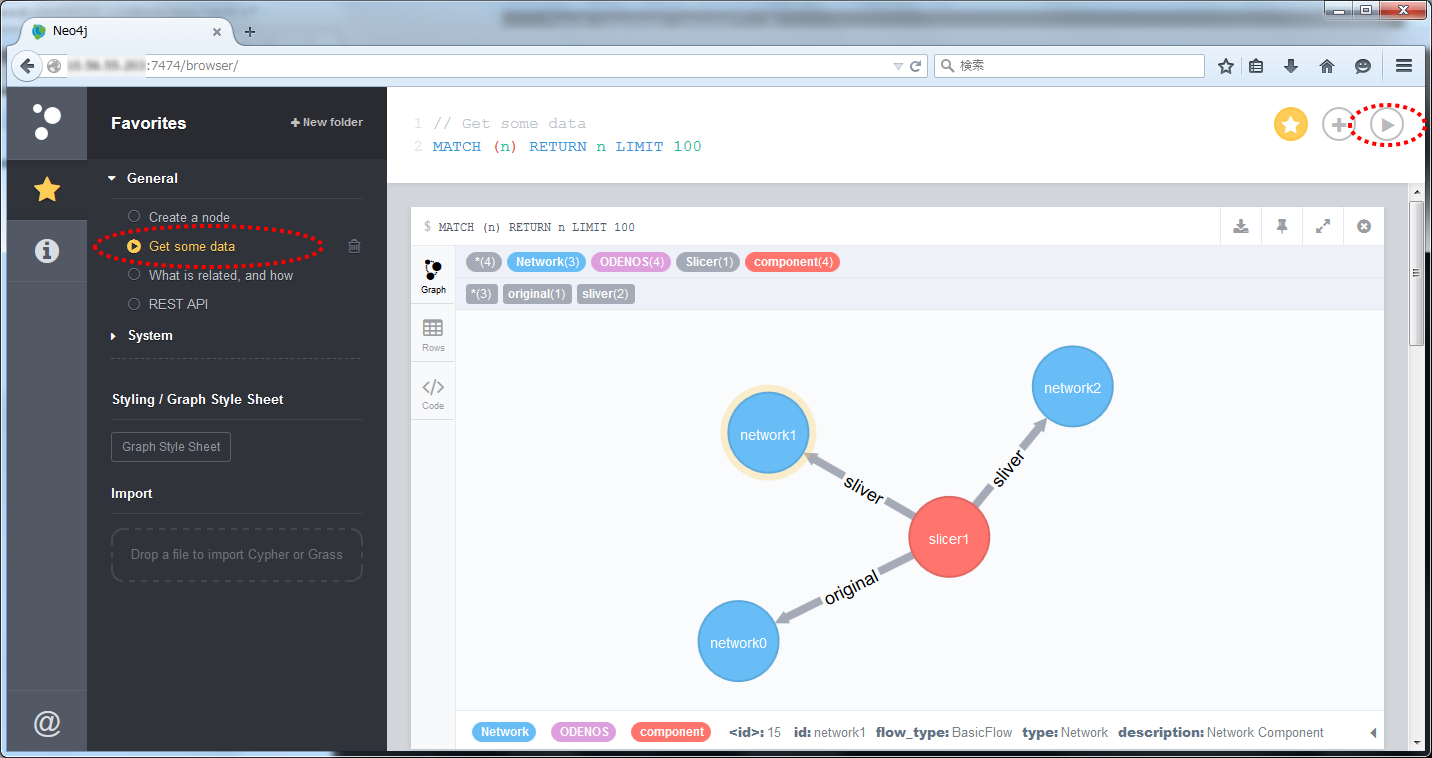 Neo4j
:7474/browser/
検索
Favorites
New folder
General
Create a node
Get some data
What is related, and how
REST API
System
Styling / Graph Style Sheet
Graph Style Sheet
Import
Drop a file to import Cypher or Grass
@
1 // Get some data
2 MATCH (n) RETURN n LIMIT 100
$ MATCH (n) RETURN n LIMIT 100
*(4) Network(3) ODENOS(4) Slicer(1) component(4)
*(3) original(1) sliver(2)
Graph
Rows
Code
network2
network1
sliver
sliver
slicer1
original
network0
Network ODENOS component <id>: 15 id: network1 flow_type: BasicFlow type: Network description: Network Component